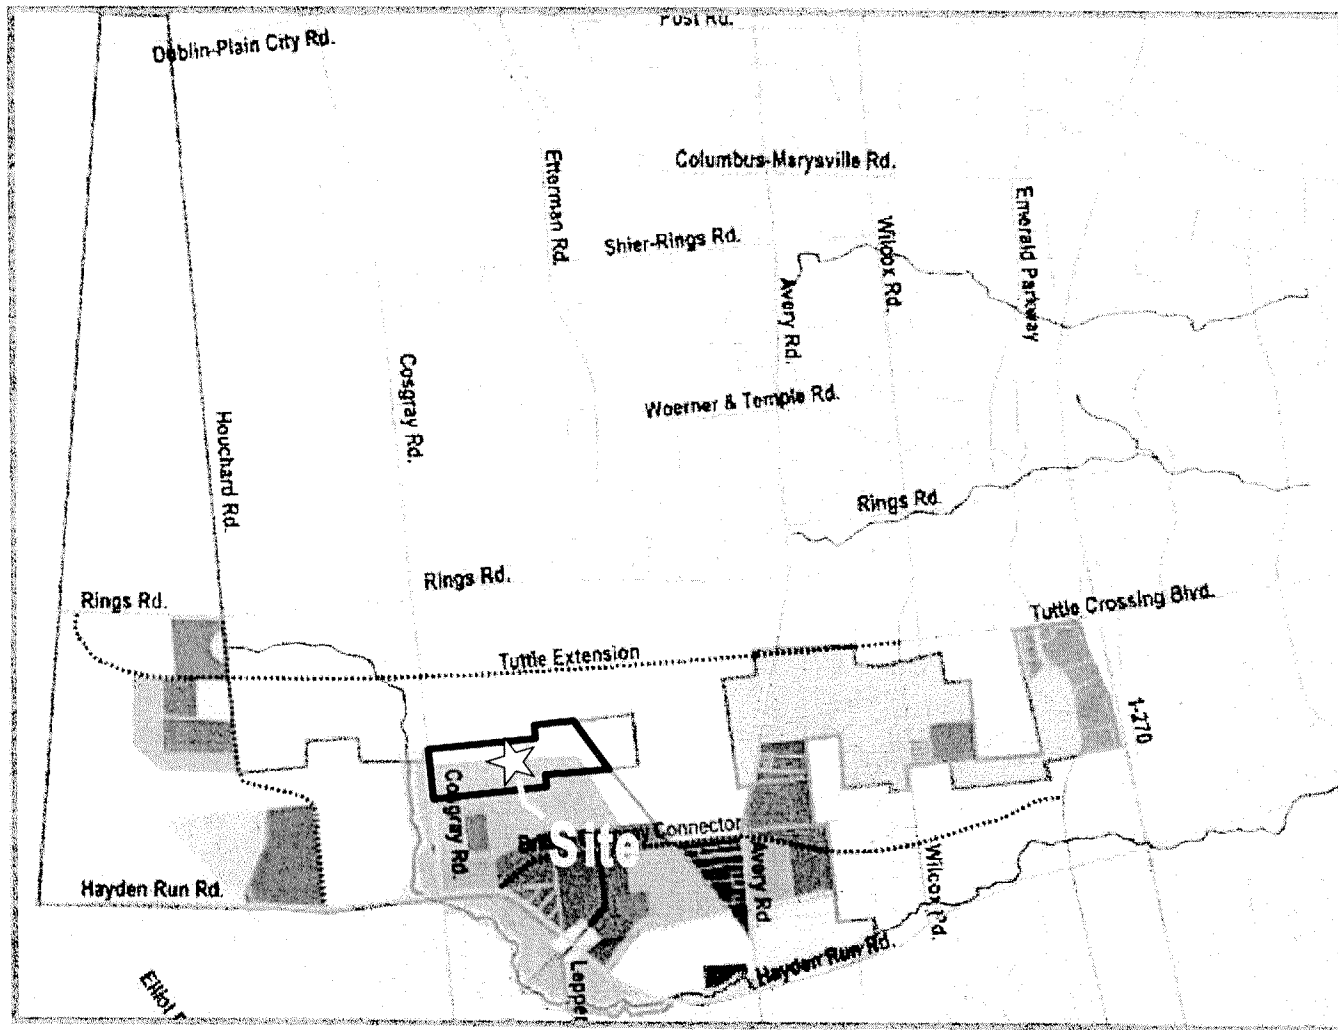 Post Rd.
Dublin-Plain City Rd.
Columbus-Marysville Rd.
Eiterman Rd.
Emerald Parkway
Shier-Rings Rd.
Wilcox Rd.
Avery Rd.
Cosgray Rd.
Woerner & Temple Rd.
Houchard Rd.
Rings Rd.
Rings Rd.
Rings Rd.
Tuttle Crossing Blvd.
Tuttle Extension
I-270
Cosgray Rd.
Connector
Site
Avery Rd.
Wilcox Rd.
Hayden Run Rd.
Hayden Run Rd.